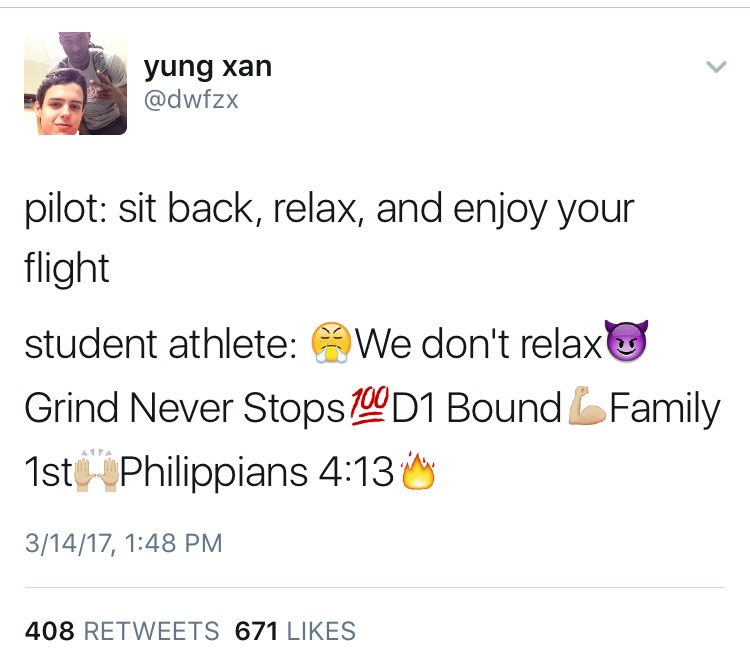 yung xan
@dwfzx
pilot: sit back, relax, and enjoy your
flight
student athlete: 😤We don't relax😈
Grind Never Stops💯D1 Bound💪🏼Family
1st🙌🏼Philippians 4:13🔥
3/14/17, 1:48 PM
408 RETWEETS 671 LIKES